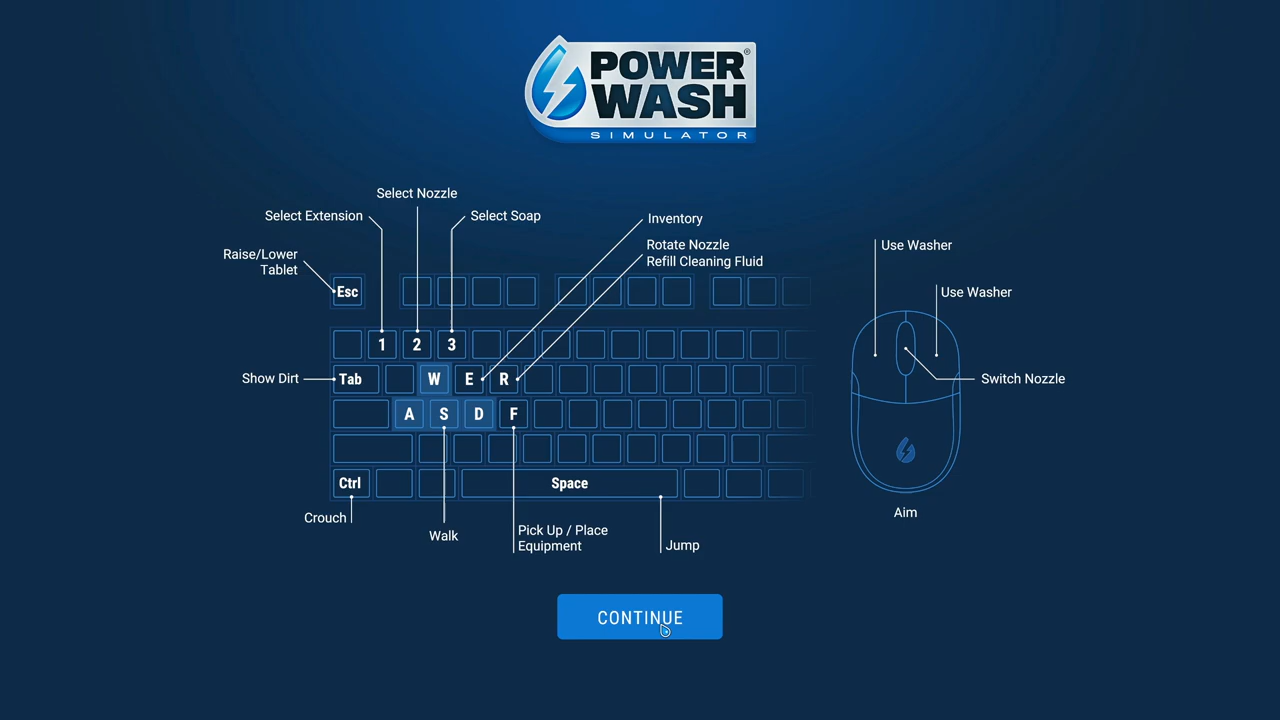 POWER®
WASH
SIMULATOR
Select Nozzle
Select Extension
Select Soap
Inventory
Raise/Lower
Tablet
Rotate Nozzle
Refill Cleaning Fluid
Use Washer
Use Washer
Esc
1 2 3
Show Dirt
Tab W E R
Switch Nozzle
A S D F
Ctrl Space
Crouch
Walk
Pick Up / Place
Equipment
Jump
Aim
CONTINUE